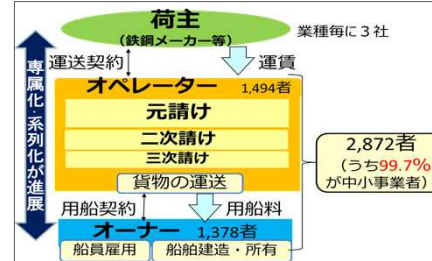 荷主
(鉄鋼メーカー等)
業種毎に３社
運送契約
運賃
オペレーター
1,494者
元請け
二次請け
三次請け
貨物の運送
専属化・系列化が進展
2,872者
(うち99.7%
が中小事業者)
用船契約
用船料
オーナー
1,378者
船員雇用
船舶建造・所有